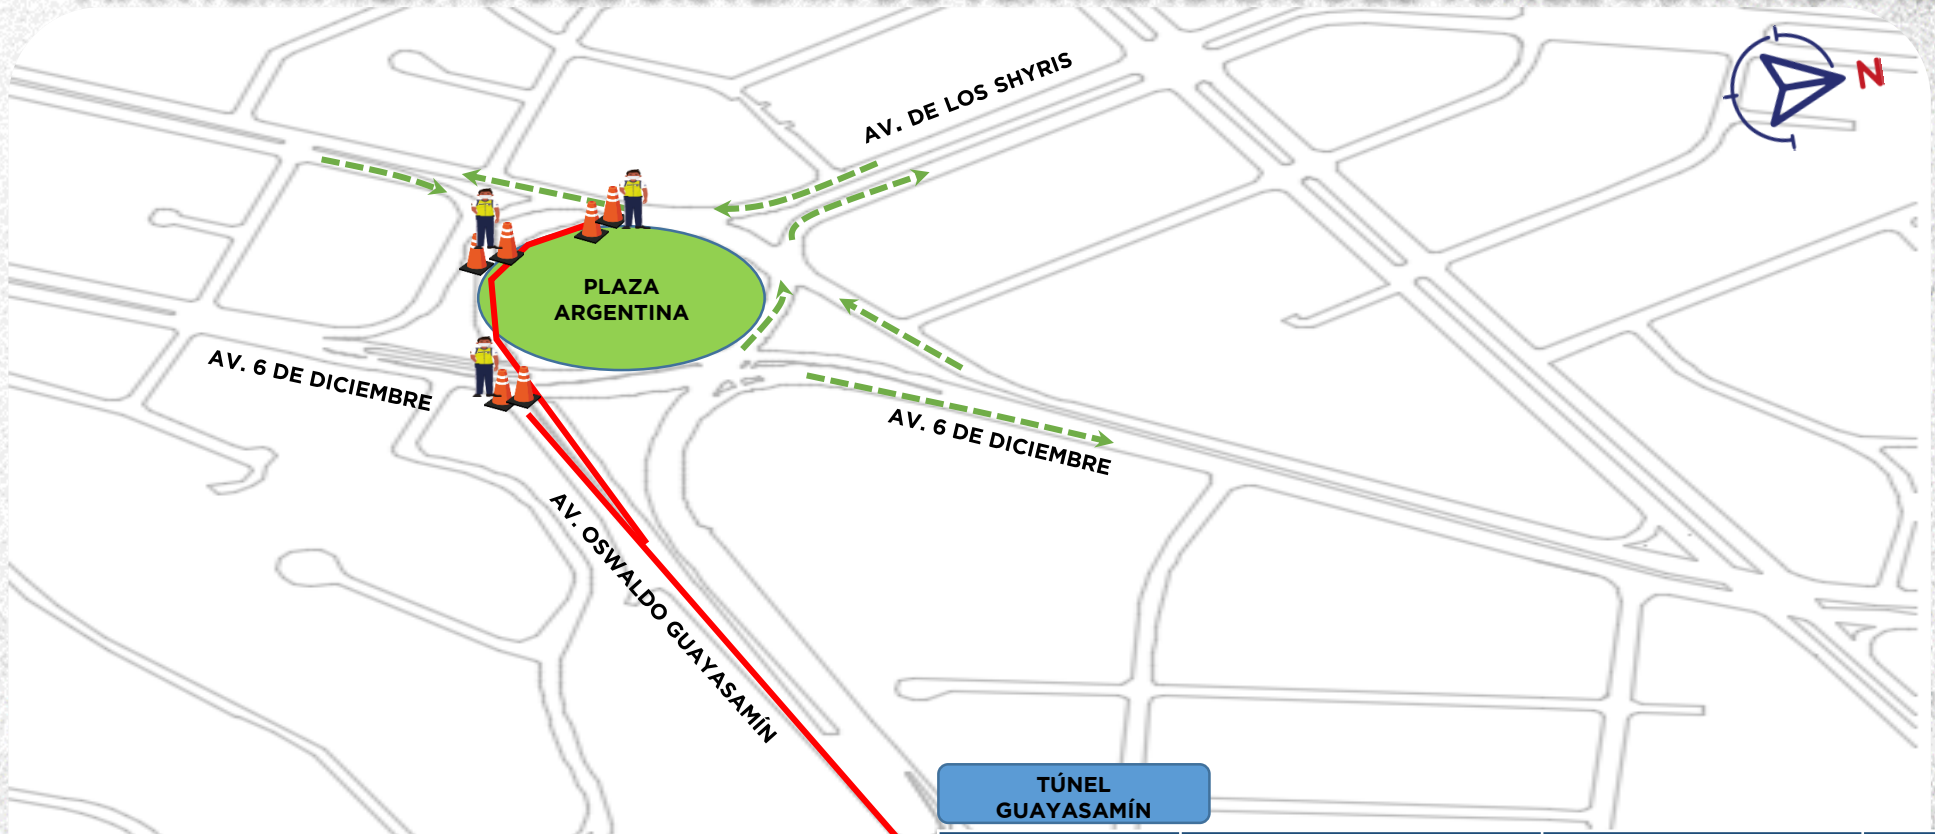 N
AV. DE LOS SHYRIS
PLAZA
ARGENTINA
AV. 6 DE DICIEMBRE
AV. 6 DE DICIEMBRE
AV. OSWALDO GUAYASAMÍN
TÚNEL
GUAYASAMÍN